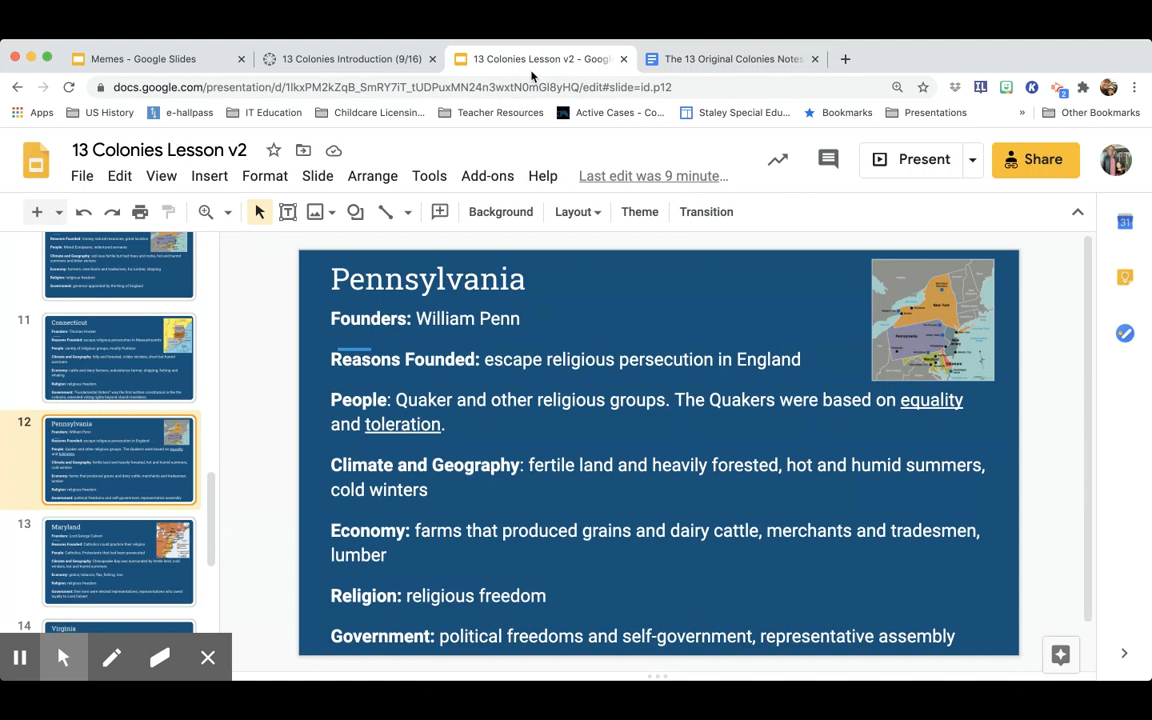 Memes - Google Slides
13 Colonies Introduction (9/16)
13 Colonies Lesson v2 - Goog
The 13 Original Colonies Notes
docs.google.com/presentation/d/1lkxPM2kZqB_SmRY7iT_tUDPuxMN24n3wxtN0mGl8yHQ/edit#slide=id.p12
Apps US History e-hallpass IT Education Childcare Licensin... Teacher Resources Active Cases - Co... Staley Special Edu... Bookmarks Presentations » Other Bookmarks
13 Colonies Lesson v2
Present
Share
File Edit View Insert Format Slide Arrange Tools Add-ons Help Last edit was 9 minute...
Background Layout Theme Transition
31
11
Connecticut
12
Pennsylvania
13
Maryland
14
Virginia
Pennsylvania
Founders: William Penn
Reasons Founded: escape religious persecution in England
People: Quaker and other religious groups. The Quakers were based on equality
and toleration.
Climate and Geography: fertile land and heavily forested, hot and humid summers,
cold winters
Economy: farms that produced grains and dairy cattle, merchants and tradesmen,
lumber
Religion: religious freedom
Government: political freedoms and self-government, representative assembly
New York
Pennsylvania